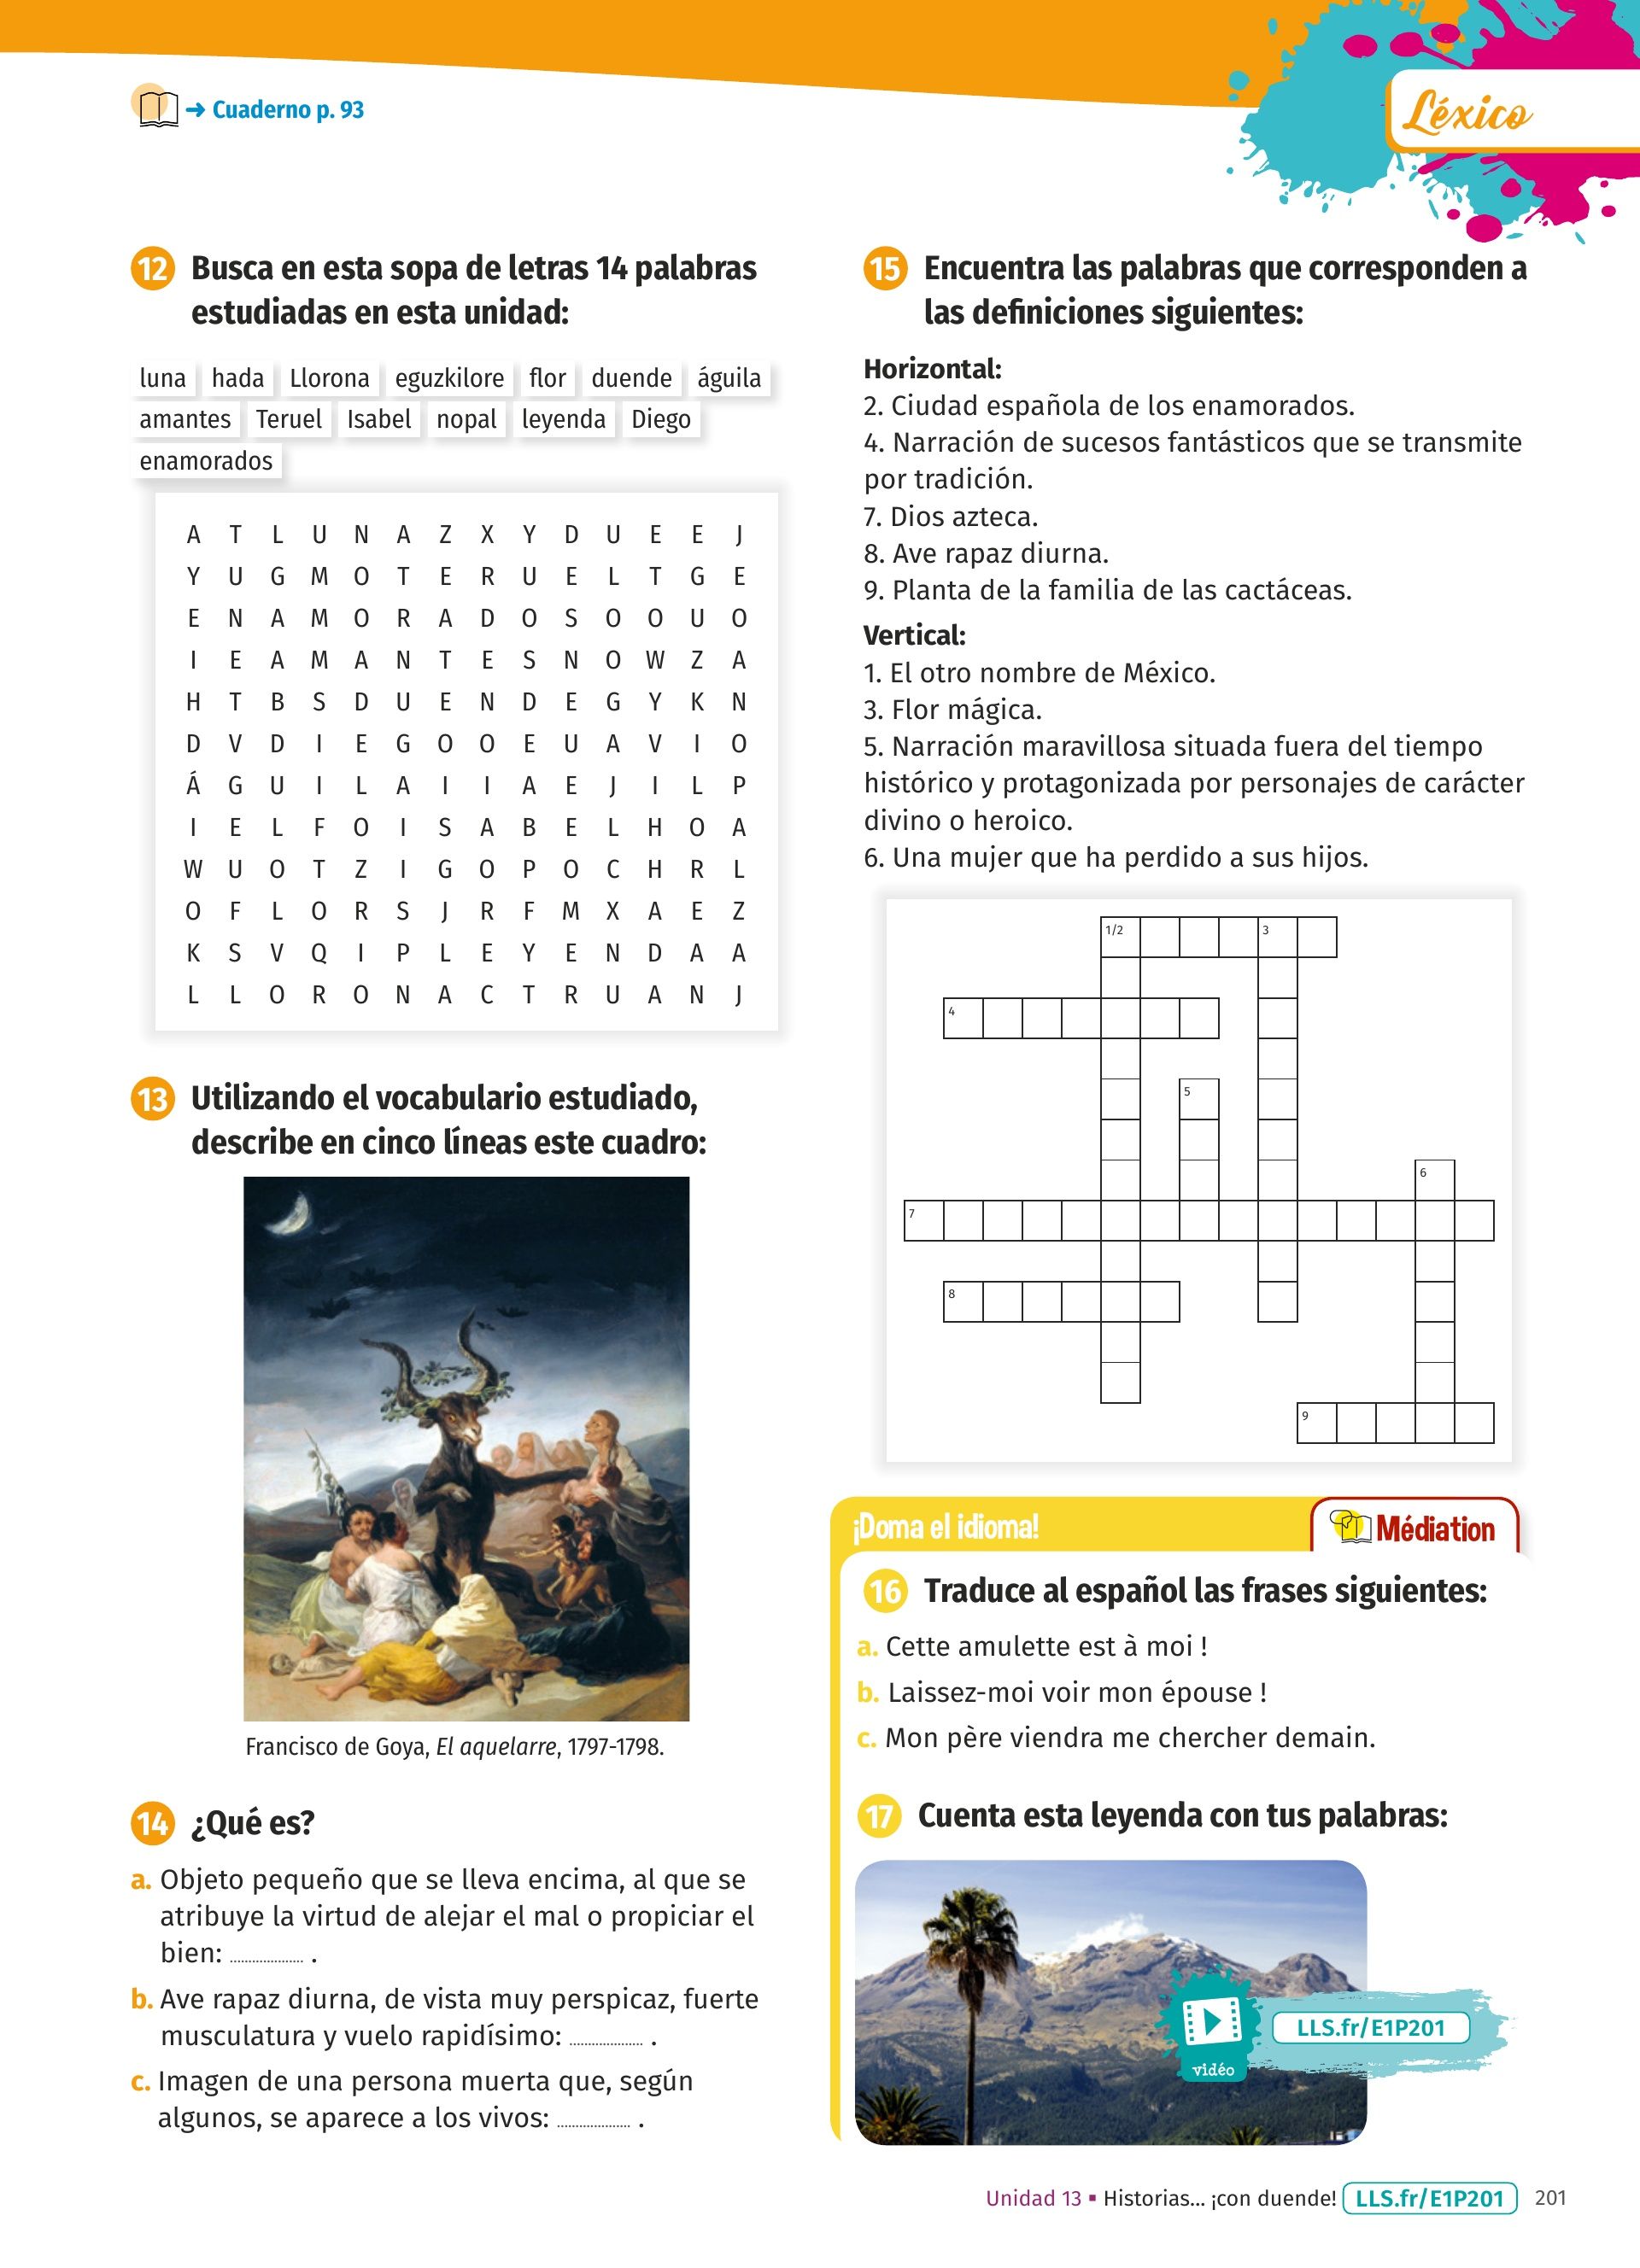 → Cuaderno p. 93
Léxico
12 Busca en esta sopa de letras 14 palabras
estudiadas en esta unidad:
luna hada Llorona eguzkilore flor duende águila
amantes Teruel Isabel nopal leyenda Diego
enamorados
A T L U N A Z X Y D U E E J
Y U G M O T E R U E L T G E
E N A M O R A D O S O O U O
I E A M A N T E S N O W Z A
H T B S D U E N D E G Y K N
D V D I E G O O E U A V I O
Á G U I L A I I A E J I L P
I E L F O I S A B E L H O A
W U O T Z I G O P O C H R L
O F L O R S J R F M X A E Z
K S V Q I P L E Y E N D A A
L L O R O N A C T R U A N J
13 Utilizando el vocabulario estudiado,
describe en cinco líneas este cuadro:
Francisco de Goya, El aquelarre, 1797-1798.
14 ¿Qué es?
a. Objeto pequeño que se lleva encima, al que se
atribuye la virtud de alejar el mal o propiciar el
bien: .................... .
b. Ave rapaz diurna, de vista muy perspicaz, fuerte
musculatura y vuelo rapidísimo: .................... .
c. Imagen de una persona muerta que, según
algunos, se aparece a los vivos: .................... .
15 Encuentra las palabras que corresponden a
las definiciones siguientes:
Horizontal:
2. Ciudad española de los enamorados.
4. Narración de sucesos fantásticos que se transmite
por tradición.
7. Dios azteca.
8. Ave rapaz diurna.
9. Planta de la familia de las cactáceas.
Vertical:
1. El otro nombre de México.
3. Flor mágica.
5. Narración maravillosa situada fuera del tiempo
histórico y protagonizada por personajes de carácter
divino o heroico.
6. Una mujer que ha perdido a sus hijos.
1/2 3
4
5
6
7
8
9
¡Doma el idioma!
Médiation
16 Traduce al español las frases siguientes:
a. Cette amulette est à moi !
b. Laissez-moi voir mon épouse !
c. Mon père viendra me chercher demain.
17 Cuenta esta leyenda con tus palabras:
vidéo
LLS.fr/E1P201
Unidad 13 ▪ Historias... ¡con duende! LLS.fr/E1P201 201